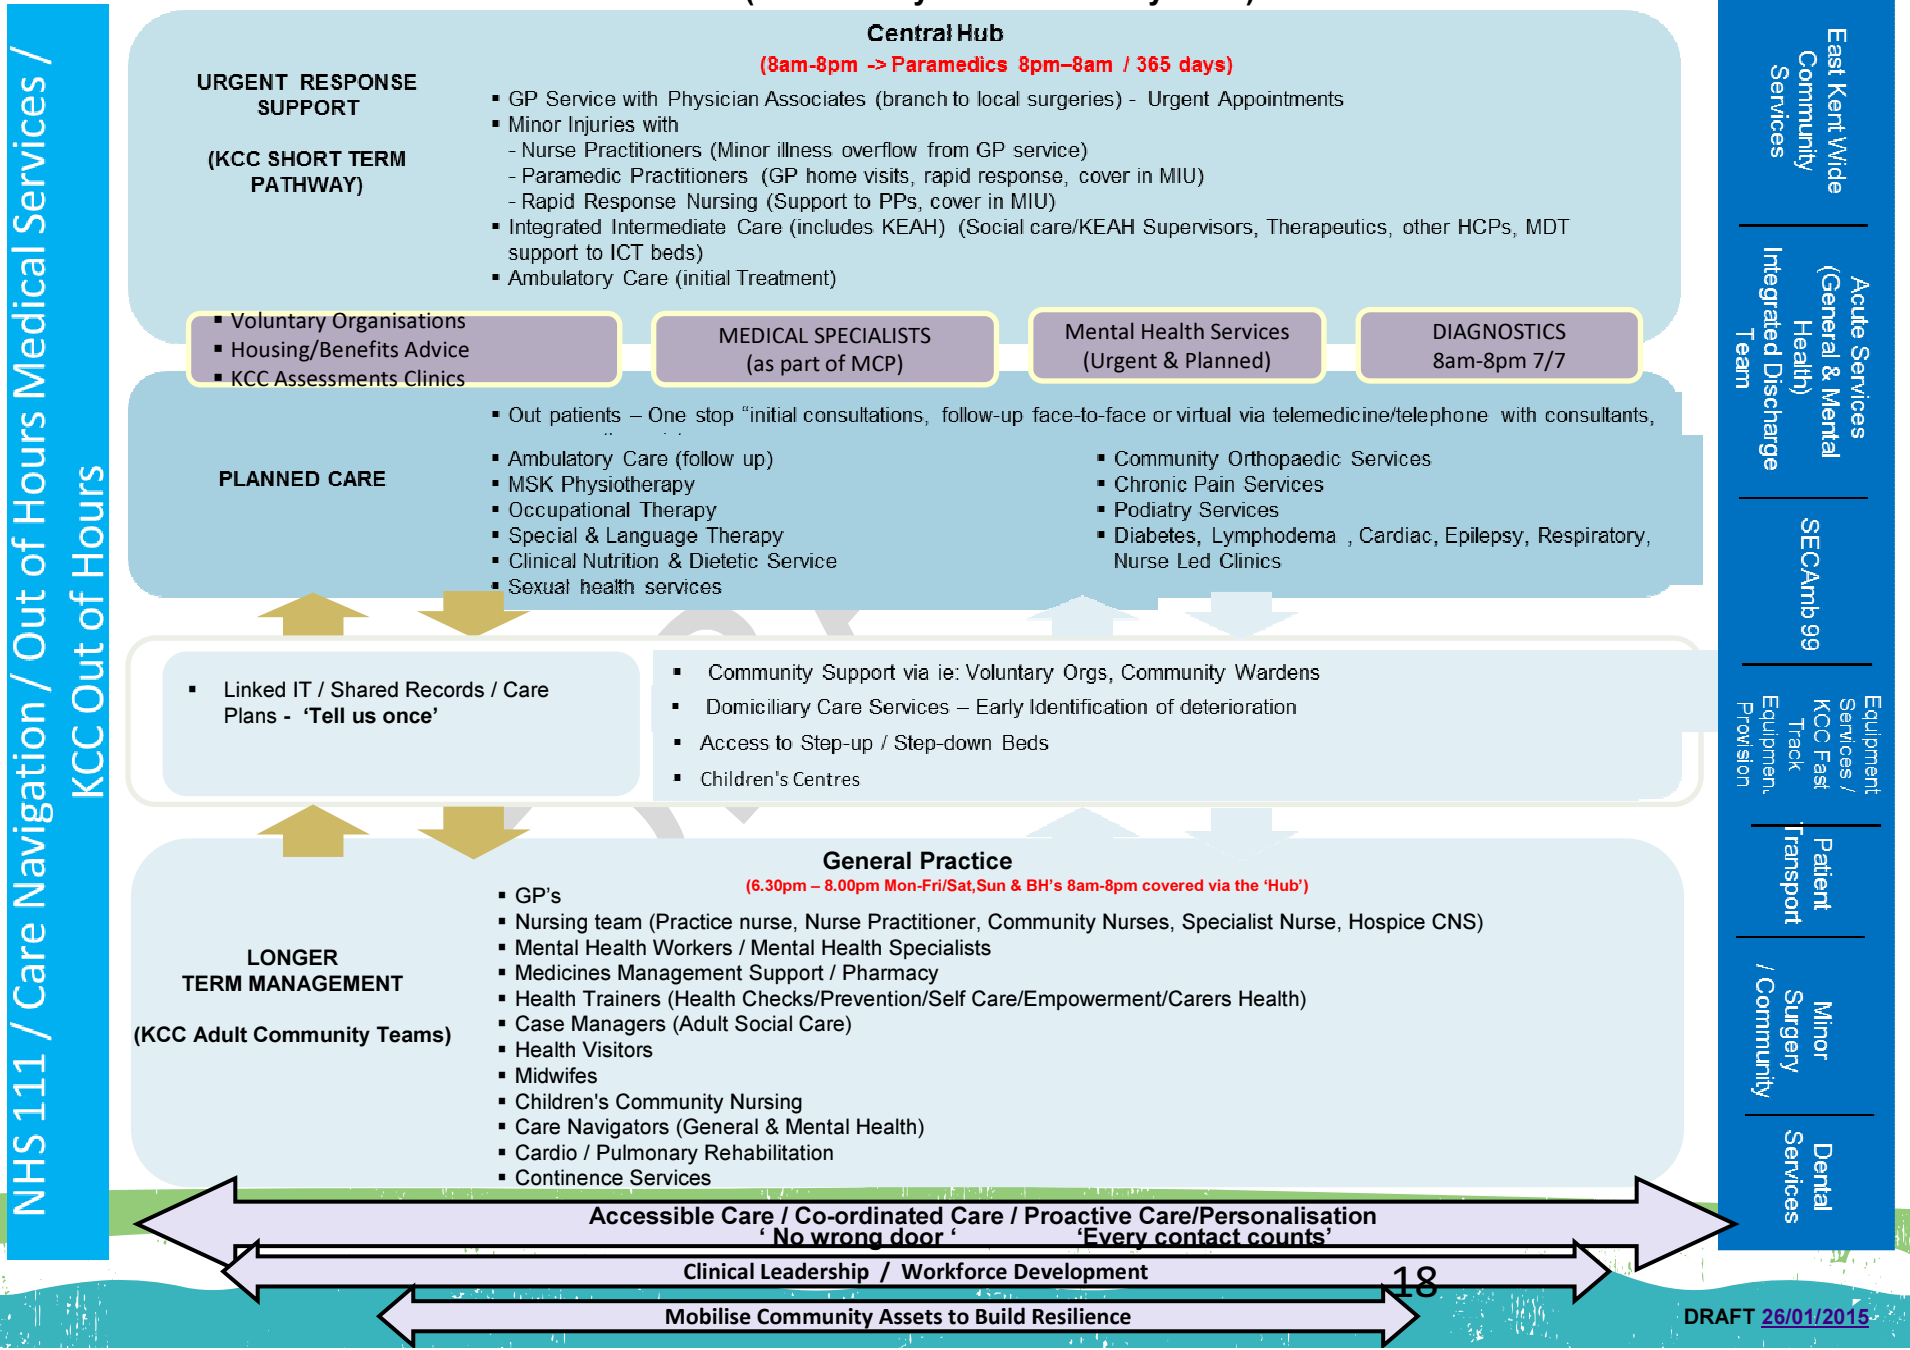 Central Hub
(8am-8pm -> Paramedics 8pm–8am / 365 days)
URGENT RESPONSE
SUPPORT
(KCC SHORT TERM
PATHWAY)
▪ GP Service with Physician Associates (branch to local surgeries) - Urgent Appointments
▪ Minor Injuries with
- Nurse Practitioners (Minor illness overflow from GP service)
- Paramedic Practitioners (GP home visits, rapid response, cover in MIU)
- Rapid Response Nursing (Support to PPs, cover in MIU)
▪ Integrated Intermediate Care (includes KEAH) (Social care/KEAH Supervisors, Therapeutics, other HCPs, MDT
support to ICT beds)
▪ Ambulatory Care (initial Treatment)
▪ Voluntary Organisations
▪ Housing/Benefits Advice
▪ KCC Assessments Clinics
MEDICAL SPECIALISTS
(as part of MCP)
Mental Health Services
(Urgent & Planned)
DIAGNOSTICS
8am-8pm 7/7
PLANNED CARE
▪ Out patients – One stop “initial consultations, follow-up face-to-face or virtual via telemedicine/telephone with consultants,
▪ Ambulatory Care (follow up)
▪ MSK Physiotherapy
▪ Occupational Therapy
▪ Special & Language Therapy
▪ Clinical Nutrition & Dietetic Service
▪ Sexual health services
▪ Community Orthopaedic Services
▪ Chronic Pain Services
▪ Podiatry Services
▪ Diabetes, Lymphodema , Cardiac, Epilepsy, Respiratory,
Nurse Led Clinics
▪ Linked IT / Shared Records / Care
Plans - ‘Tell us once’
▪ Community Support via ie: Voluntary Orgs, Community Wardens
▪ Domiciliary Care Services – Early Identification of deterioration
▪ Access to Step-up / Step-down Beds
▪ Children's Centres
General Practice
(6.30pm – 8.00pm Mon-Fri/Sat,Sun & BH’s 8am-8pm covered via the ‘Hub’)
LONGER
TERM MANAGEMENT
(KCC Adult Community Teams)
▪ GP’s
▪ Nursing team (Practice nurse, Nurse Practitioner, Community Nurses, Specialist Nurse, Hospice CNS)
▪ Mental Health Workers / Mental Health Specialists
▪ Medicines Management Support / Pharmacy
▪ Health Trainers (Health Checks/Prevention/Self Care/Empowerment/Carers Health)
▪ Case Managers (Adult Social Care)
▪ Health Visitors
▪ Midwifes
▪ Children's Community Nursing
▪ Care Navigators (General & Mental Health)
▪ Cardio / Pulmonary Rehabilitation
▪ Continence Services
Accessible Care / Co-ordinated Care / Proactive Care/Personalisation
‘ No wrong door ‘ ‘Every contact counts’
Clinical Leadership / Workforce Development
Mobilise Community Assets to Build Resilience
18
DRAFT 26/01/2015
NHS 111 / Care Navigation / Out of Hours Medical Services /
KCC Out of Hours
East Kent Wide
Community
Services
Acute Services
(General & Mental
Health)
Integrated Discharge
Team
SECAmb 99
Equipment
Services /
KCC Fast
Track
Equipmen
Provision
Patient
Transport
Minor
Surgery
/ Community
Dental
Services